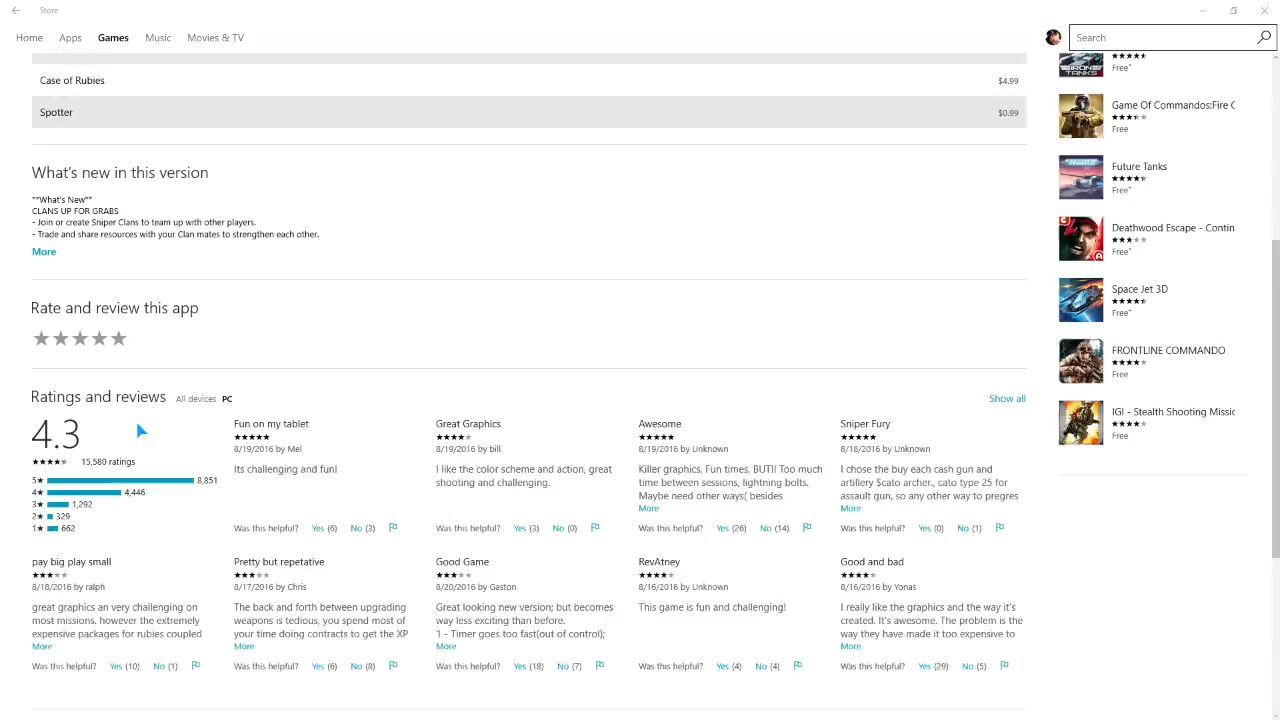 Store
Home Apps Games Music Movies & TV
Search
Case of Rubies $4.99
Spotter $0.99
What's new in this version
**What's New**
CLANS UP FOR GRABS
- Join or create Sniper Clans to team up with other players.
- Trade and share resources with your Clan mates to strengthen each other.
More
Rate and review this app
Ratings and reviews All devices PC Show all
4.3
15,580 ratings
5★ 8,851
4★ 4,446
3★ 1,292
2★ 329
1★ 662
Fun on my tablet
8/19/2016 by Mel
Its challenging and fun!
Was this helpful? Yes (6) No (3)
Great Graphics
8/19/2016 by bill
I like the color scheme and action, great
shooting and challenging.
Was this helpful? Yes (3) No (0)
Awesome
8/19/2016 by Unknown
Killer graphics, Fun times, BUT!! Too much
time between sessions, lightning bolts.
Maybe need other ways( besides
More
Was this helpful? Yes (26) No (14)
Sniper Fury
8/18/2016 by Unknown
I chose the buy each cash gun and
artillery $cato archer., cato type 25 for
assault gun, so any other way to pregres
More
Was this helpful? Yes (0) No (1)
pay big play small
8/18/2016 by ralph
great graphics an very challenging on
most missions. however the extremely
expensive packages for rubies coupled
More
Was this helpful? Yes (10) No (1)
Pretty but repetative
8/17/2016 by Chris
The back and forth between upgrading
weapons is tedious, you spend most of
your time doing contracts to get the XP
More
Was this helpful? Yes (6) No (8)
Good Game
8/20/2016 by Gaston
Great looking new version; but becomes
way less exciting than before.
1 - Timer goes too fast(out of control);
More
Was this helpful? Yes (18) No (7)
RevAtney
8/16/2016 by Unknown
This game is fun and challenging!
Was this helpful? Yes (4) No (4)
Good and bad
8/16/2016 by Yonas
I really like the graphics and the way it's
created. It's awesome. The problem is the
way they have made it too expensive to
More
Was this helpful? Yes (29) No (5)
IRON
TANKS
Free*
Game Of Commandos:Fire C
Free
Future Tanks
Free*
Deathwood Escape - Contin
Free*
Space Jet 3D
Free*
FRONTLINE COMMANDO
Free
IGI - Stealth Shooting Missic
Free